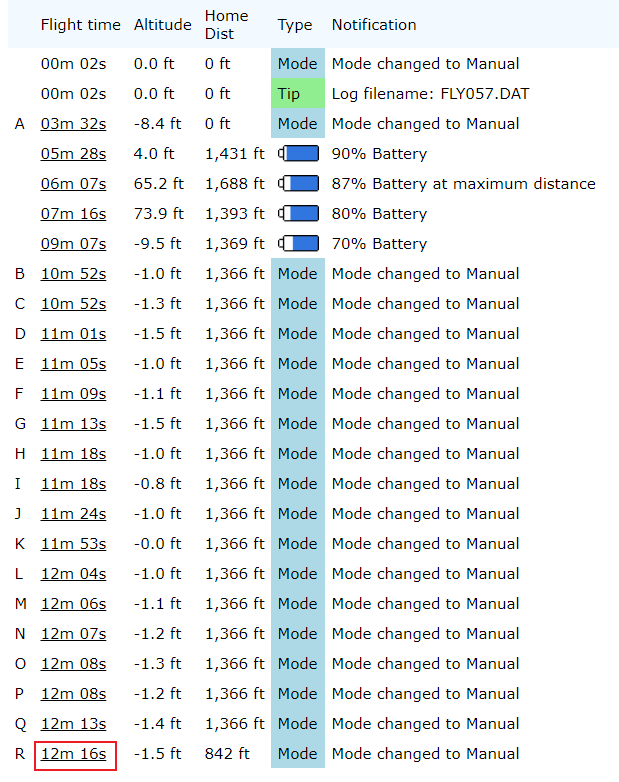 Flight time Altitude Home Dist Type Notification
00m 02s 0.0 ft 0 ft Mode Mode changed to Manual
00m 02s 0.0 ft 0 ft Tip Log filename: FLY057.DAT
A 03m 32s -8.4 ft 0 ft Mode Mode changed to Manual
05m 28s 4.0 ft 1,431 ft 90% Battery
06m 07s 65.2 ft 1,688 ft 87% Battery at maximum distance
07m 16s 73.9 ft 1,393 ft 80% Battery
09m 07s -9.5 ft 1,369 ft 70% Battery
B 10m 52s -1.0 ft 1,366 ft Mode Mode changed to Manual
C 10m 52s -1.3 ft 1,366 ft Mode Mode changed to Manual
D 11m 01s -1.5 ft 1,366 ft Mode Mode changed to Manual
E 11m 05s -1.0 ft 1,366 ft Mode Mode changed to Manual
F 11m 09s -1.1 ft 1,366 ft Mode Mode changed to Manual
G 11m 13s -1.5 ft 1,366 ft Mode Mode changed to Manual
H 11m 18s -1.0 ft 1,366 ft Mode Mode changed to Manual
I 11m 18s -0.8 ft 1,366 ft Mode Mode changed to Manual
J 11m 24s -1.0 ft 1,366 ft Mode Mode changed to Manual
K 11m 53s -0.0 ft 1,366 ft Mode Mode changed to Manual
L 12m 04s -1.0 ft 1,366 ft Mode Mode changed to Manual
M 12m 06s -1.1 ft 1,366 ft Mode Mode changed to Manual
N 12m 07s -1.2 ft 1,366 ft Mode Mode changed to Manual
O 12m 08s -1.3 ft 1,366 ft Mode Mode changed to Manual
P 12m 08s -1.2 ft 1,366 ft Mode Mode changed to Manual
Q 12m 13s -1.4 ft 1,366 ft Mode Mode changed to Manual
R 12m 16s -1.5 ft 842 ft Mode Mode changed to Manual